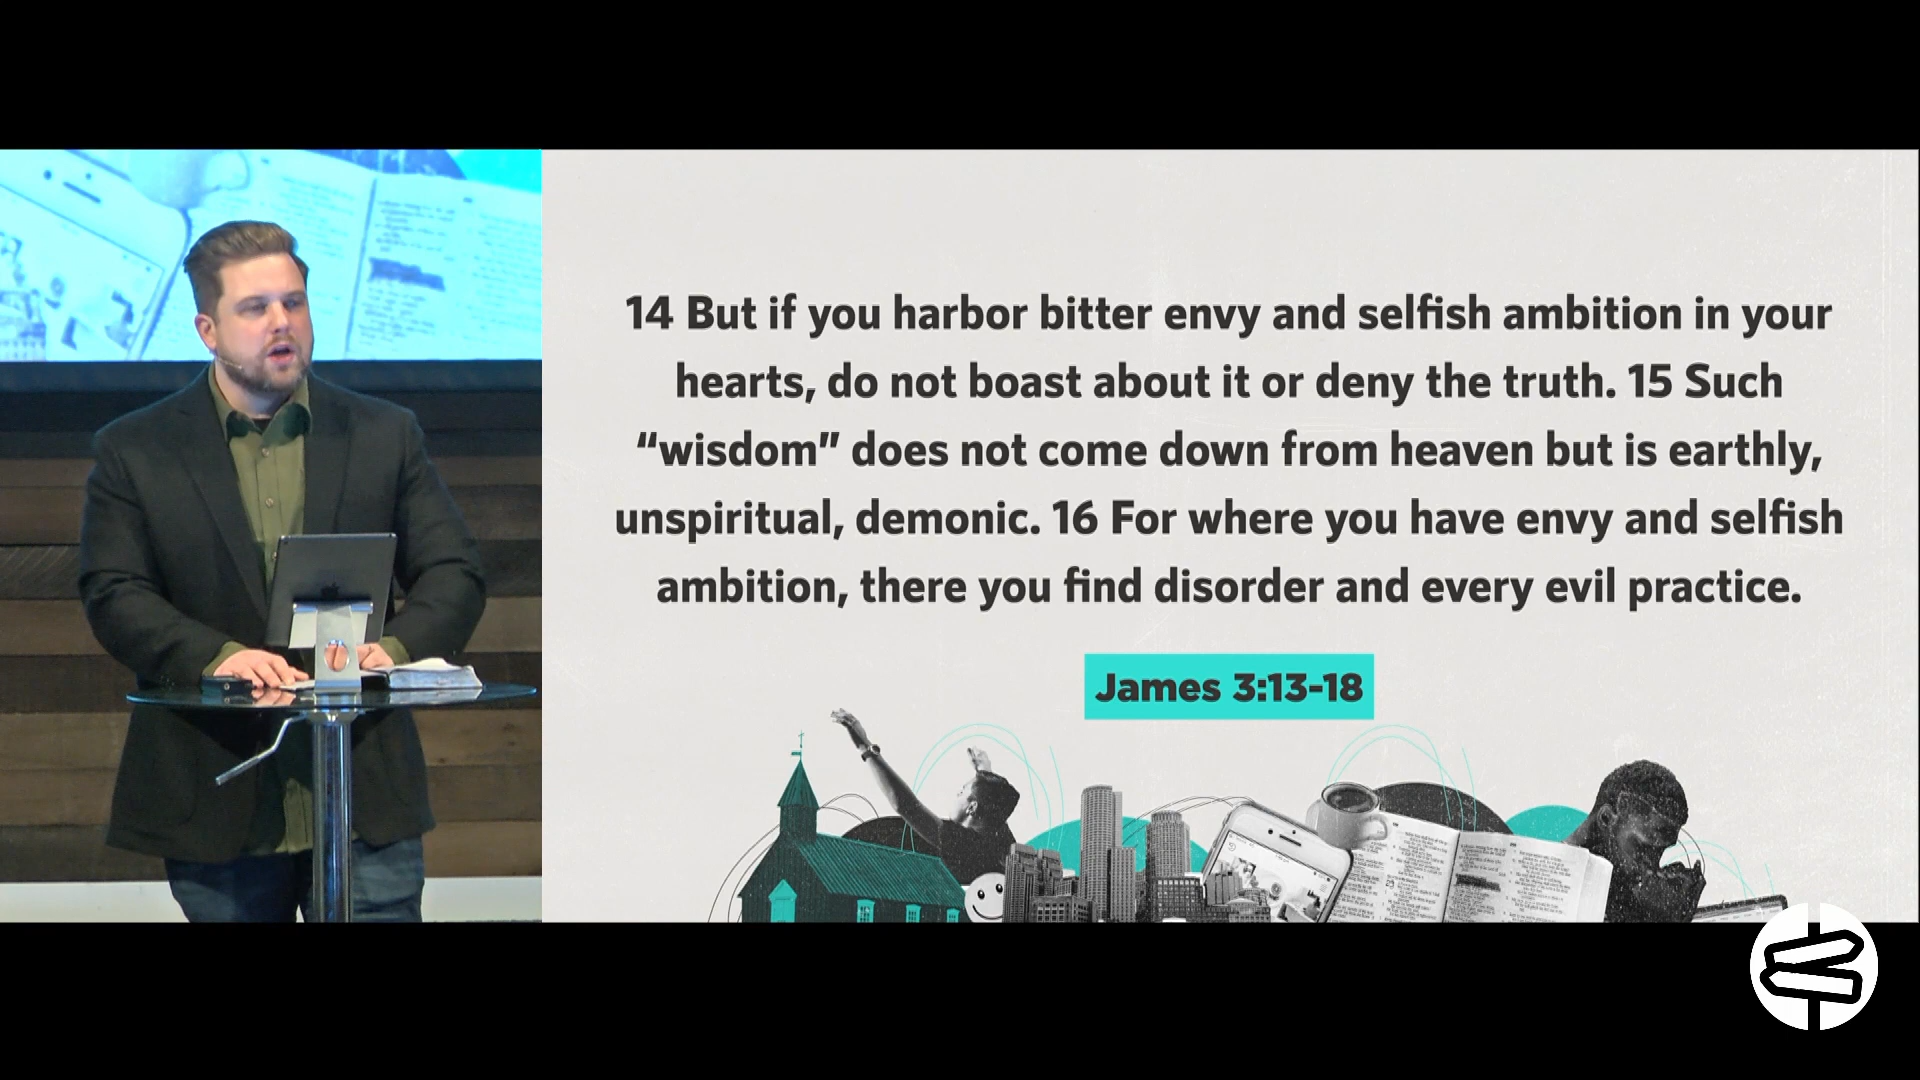 14 But if you harbor bitter envy and selfish ambition in your
hearts, do not boast about it or deny the truth. 15 Such
“wisdom” does not come down from heaven but is earthly,
unspiritual, demonic. 16 For where you have envy and selfish
ambition, there you find disorder and every evil practice.
James 3:13-18